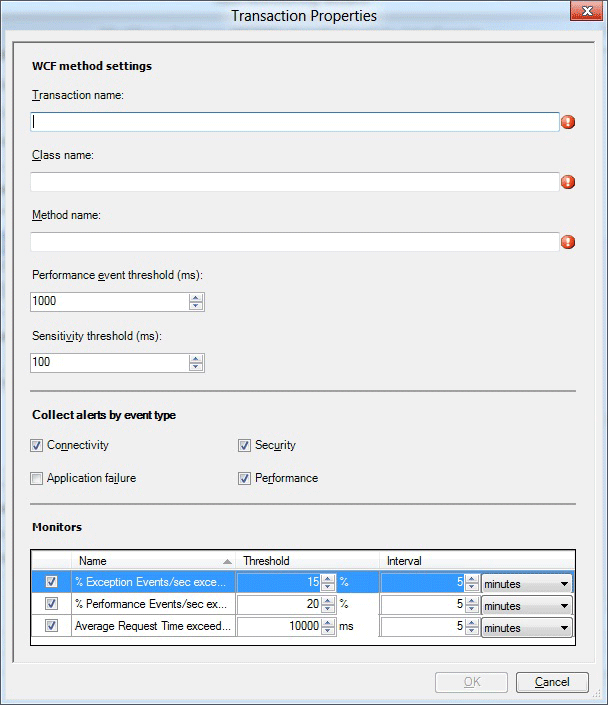 Transaction Properties
WCF method settings
Transaction name:
Class name:
Method name:
Performance event threshold (ms):
1000
Sensitivity threshold (ms):
100
Collect alerts by event type
Connectivity Security
Application failure Performance
Monitors
Name Threshold Interval
% Exception Events/sec exce... 15 % 5 minutes
% Performance Events/sec ex... 20 % 5 minutes
Average Request Time exceed... 10000 ms 5 minutes
OK Cancel